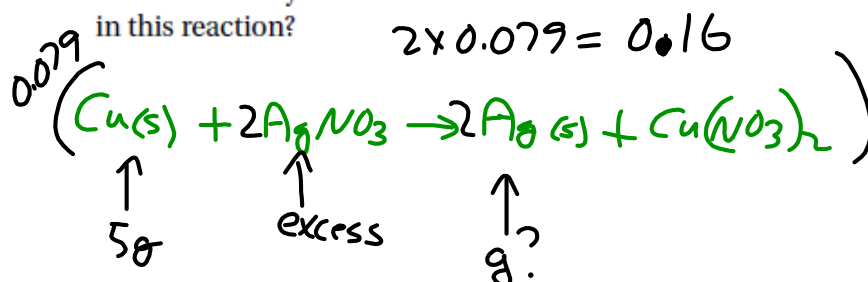 in this reaction?
2×0.079 = 0.16
0.079 (Cu(s) + 2AgNO3 → 2Ag(s) + Cu(NO3)2)
↑ ↑ ↑
5g excess g?